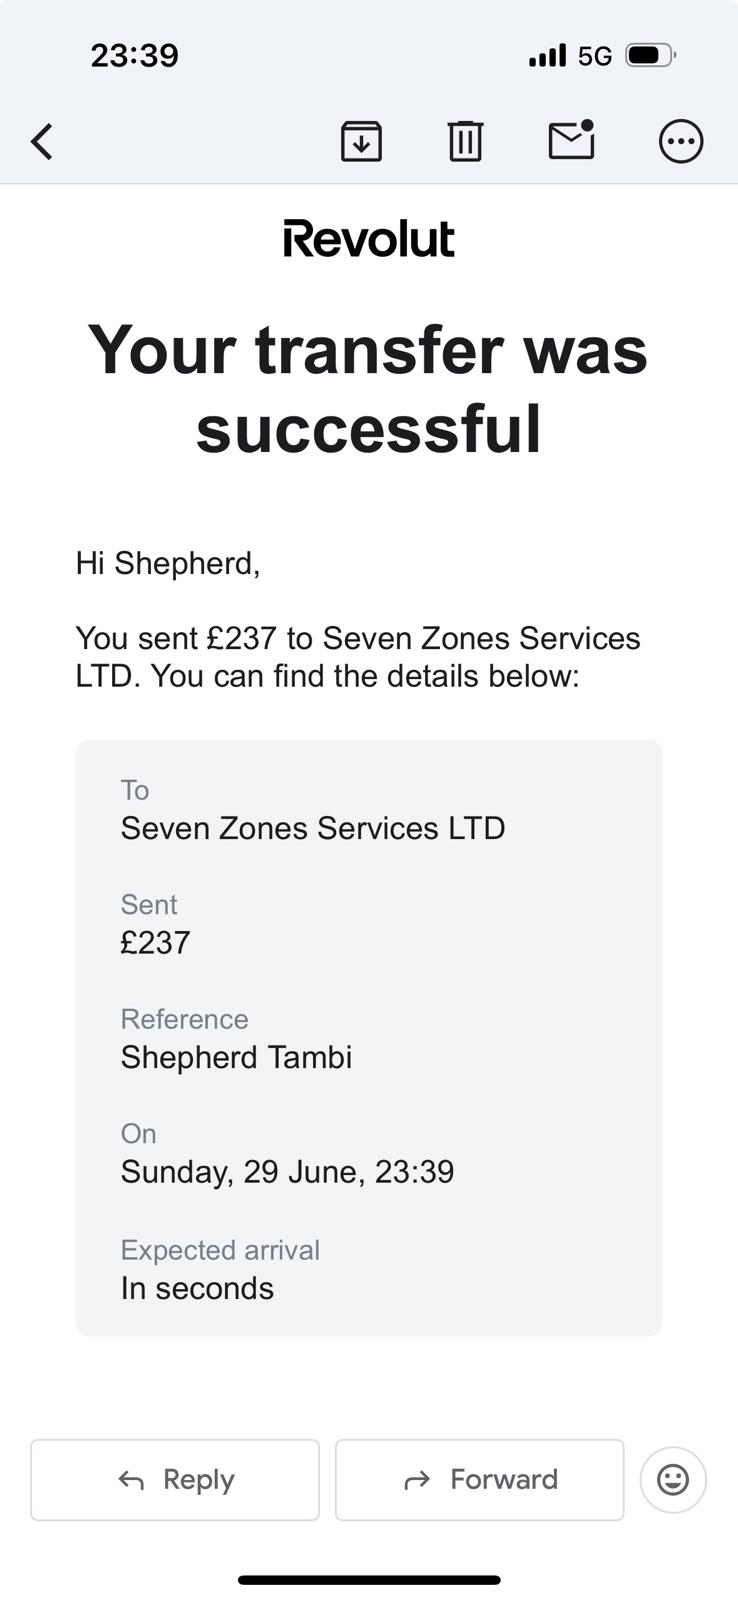 23:39
5G
Revolut
Your transfer was
successful
Hi Shepherd,
You sent £237 to Seven Zones Services
LTD. You can find the details below:
To
Seven Zones Services LTD
Sent
£237
Reference
Shepherd Tambi
On
Sunday, 29 June, 23:39
Expected arrival
In seconds
Reply
Forward